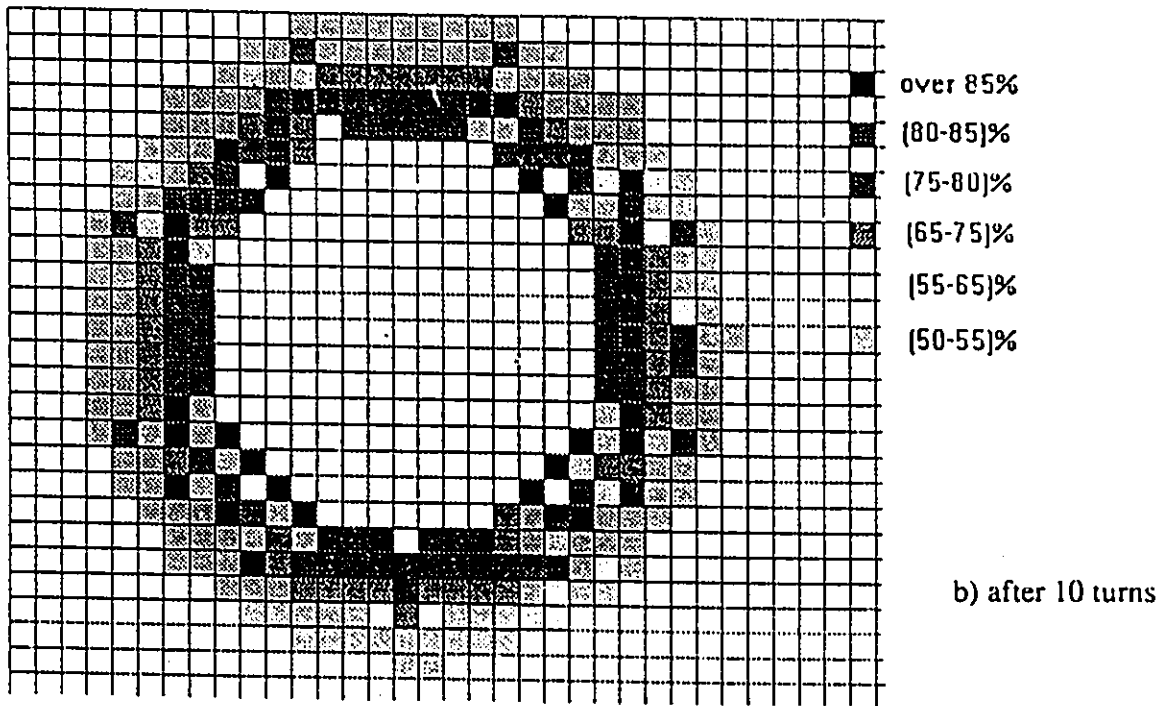 over 85%
(80-85)%
(75-80)%
(65-75)%
(55-65)%
(50-55)%
b) after 10 turns